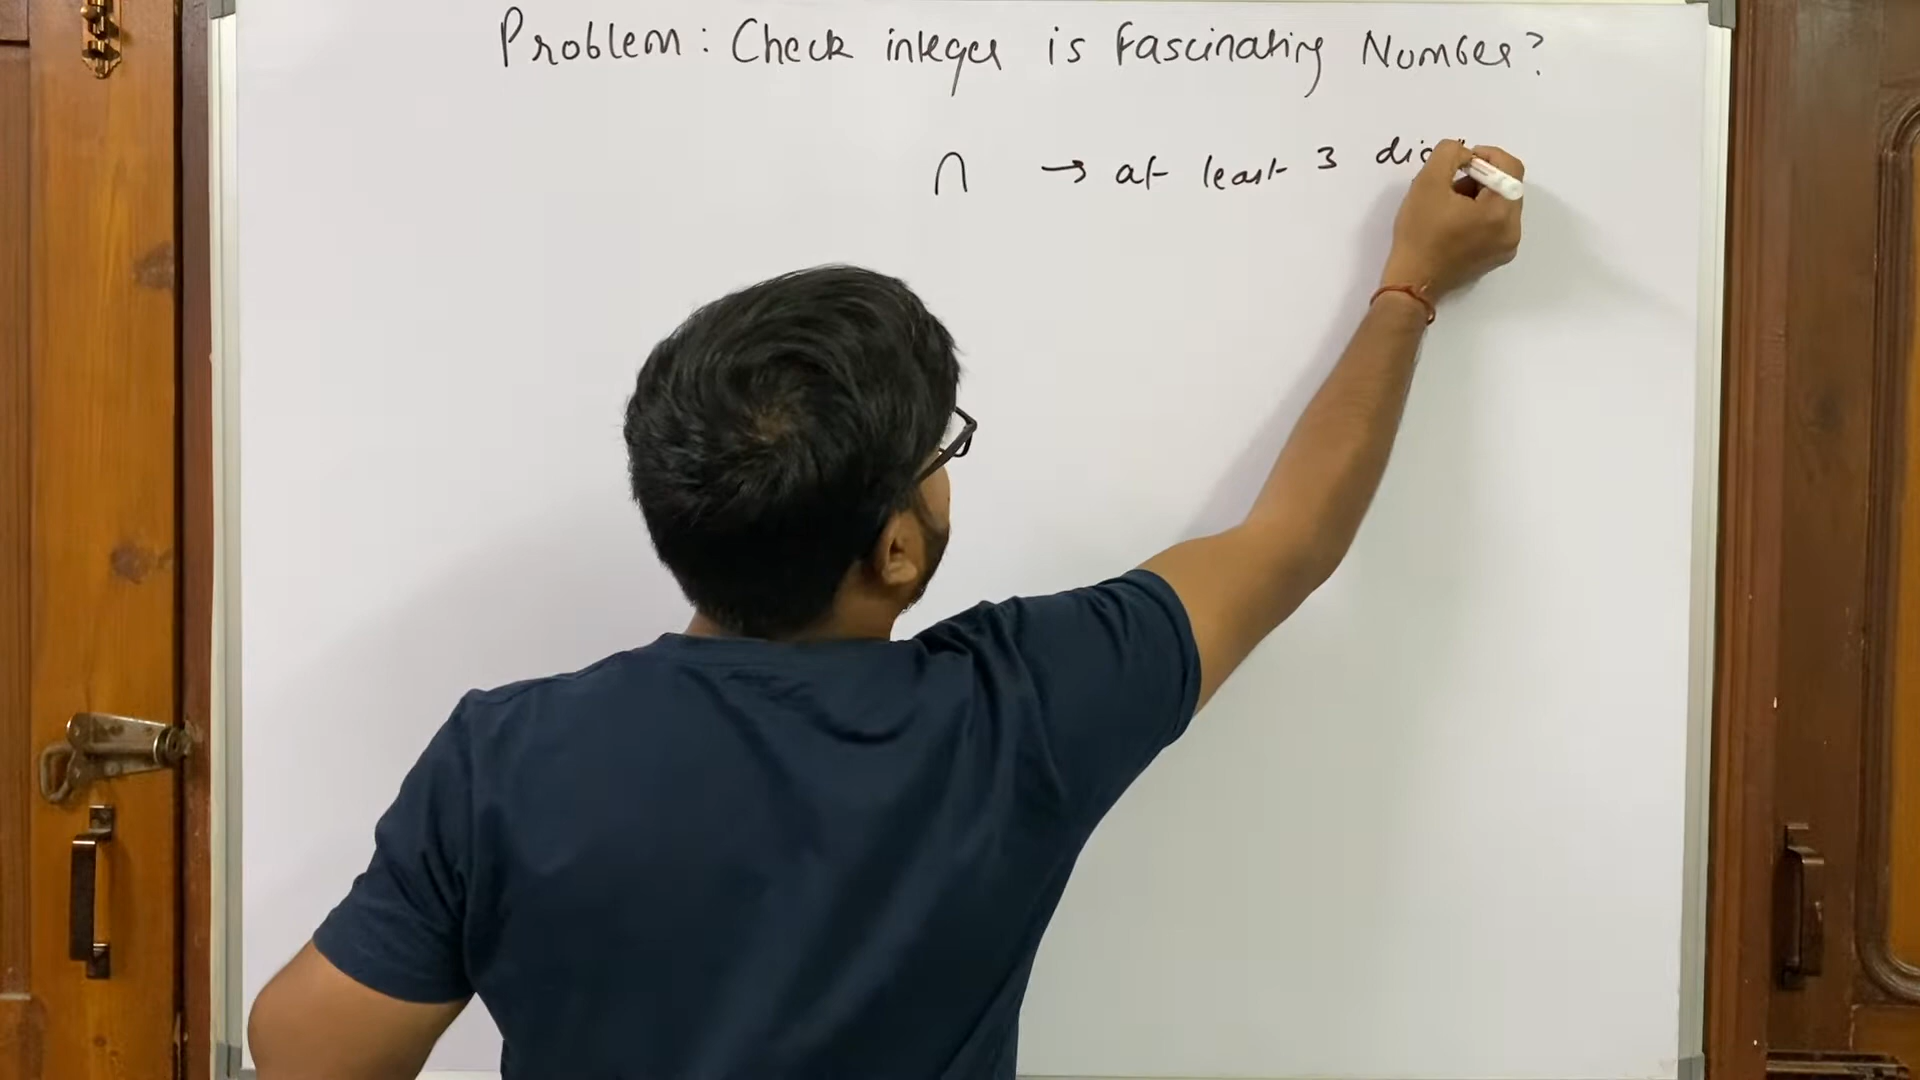 Problem: Check integer is Fascinating Number?
n → at least 3